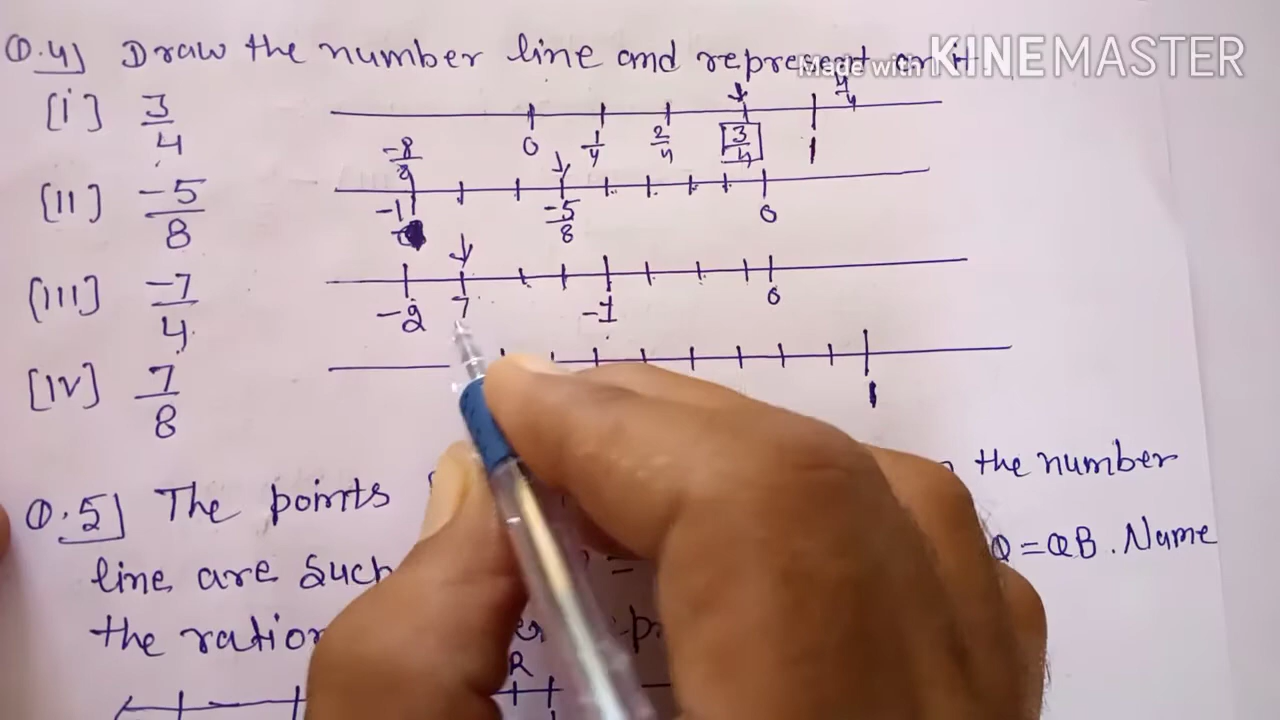 Q.4] Draw the number line and represent on it
Made with KINEMASTER
[i] 3/4
0 1/4 2/4 3/4 4/4 1
[II] -5/8
-8/8 -1 -5/8 0
[III] -7/4
-2 7 -1 0
[IV] 7/8
1
Q.5] The points the number
line are such = Q=QB. Name
the
R